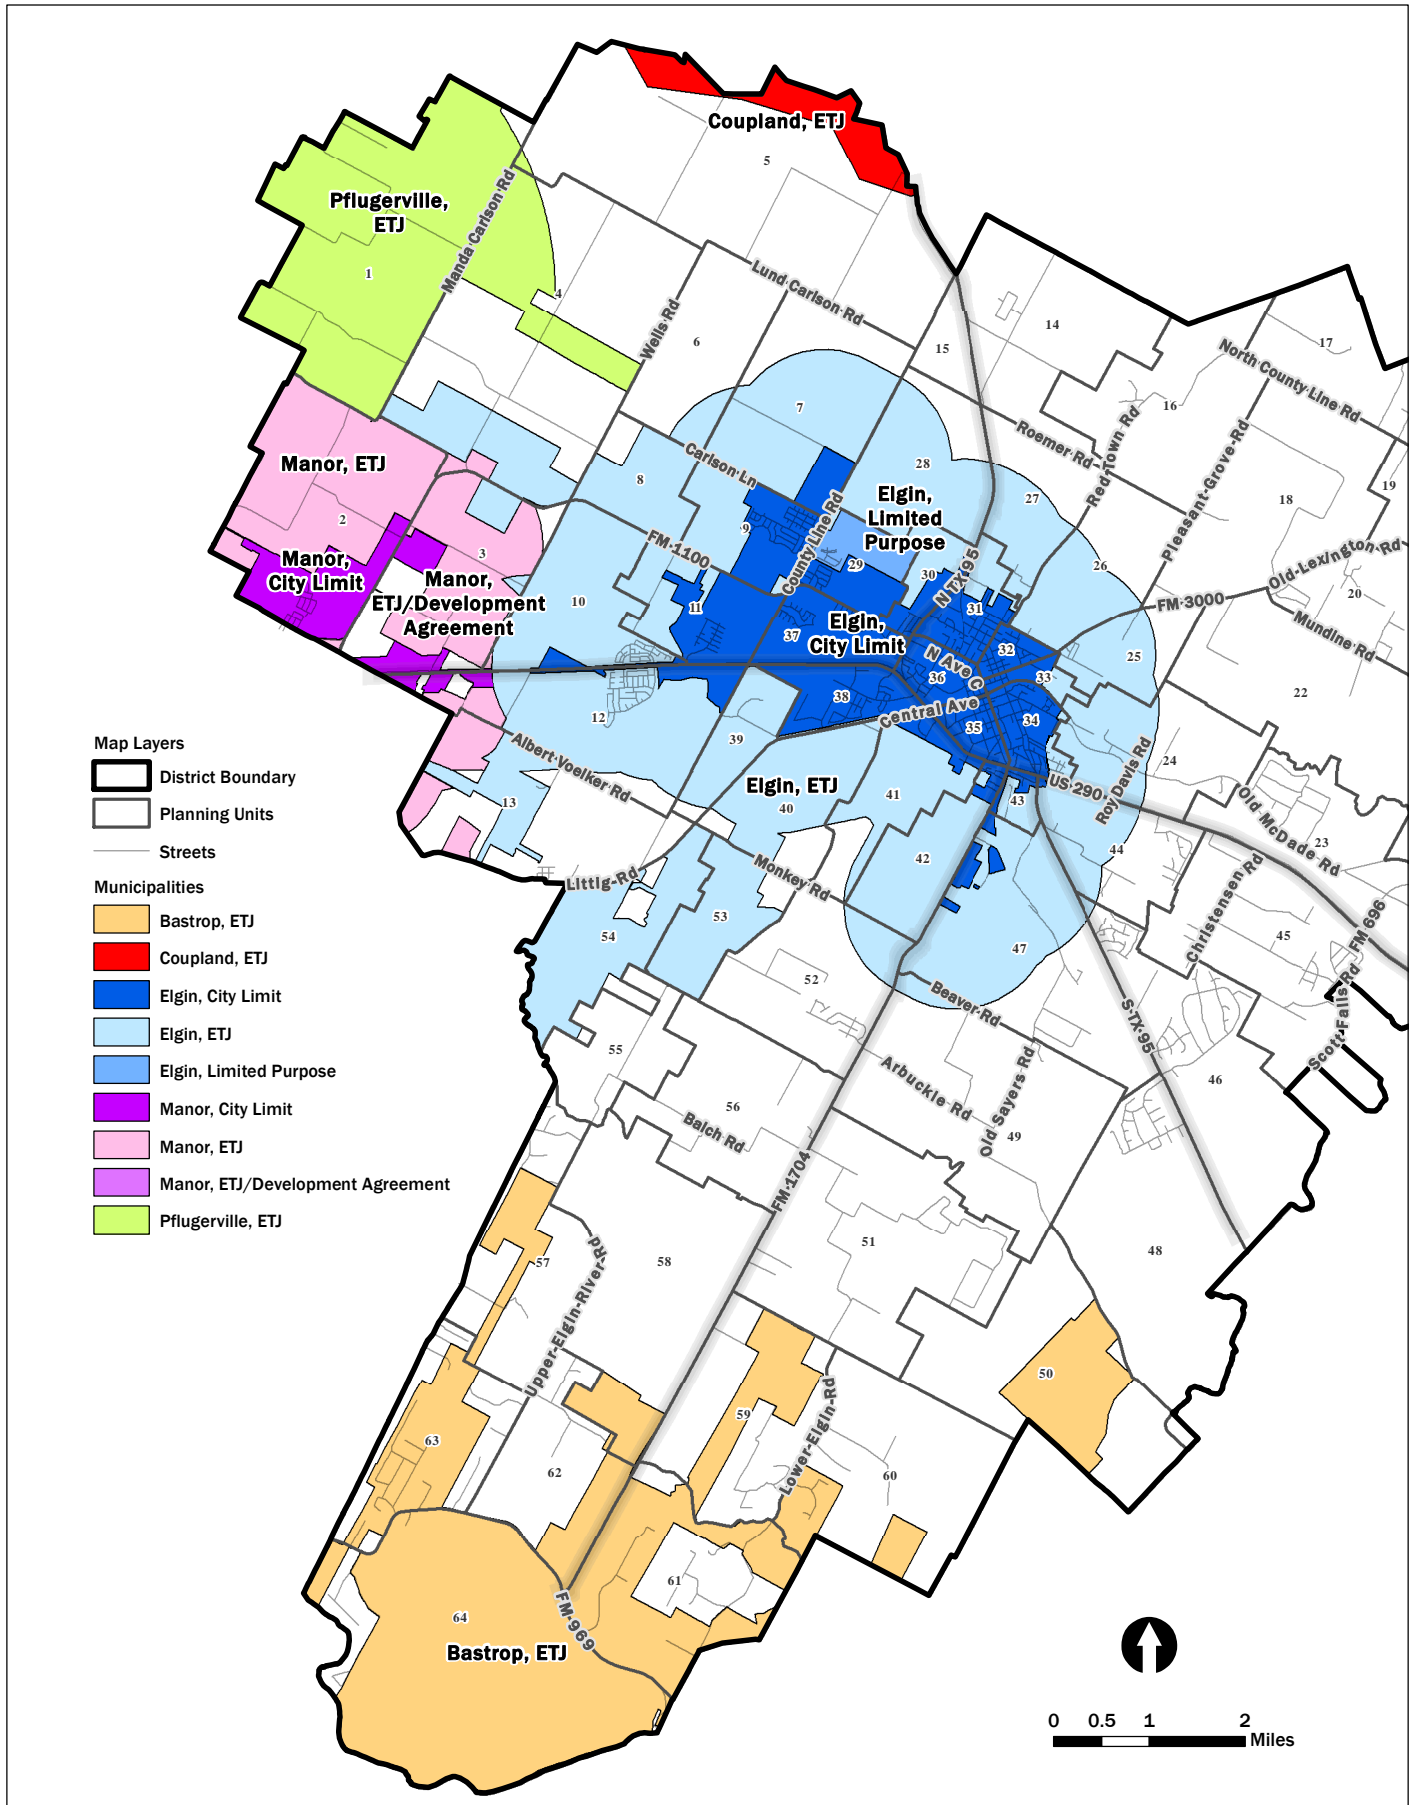 Coupland, ETJ
5
Pflugerville,
ETJ
1
Manda Carlson Rd
4
Lund Carlson Rd
Wells Rd
6
15
14
17
North County Line Rd
16
7
Roemer Rd
Red Town Rd
Pleasant Grove Rd
Manor, ETJ
8
Carlson Ln
28
Elgin,
Limited
Purpose
27
18
19
2
9
County Line Rd
FM 1100
29
N TX 95
26
Old Lexington Rd
3
Manor,
City Limit
Manor,
ETJ/Development
Agreement
10
11
30
31
FM 3000
20
Mundine Rd
37
Elgin,
City Limit
32
N Ave C
36
33
25
22
12
38
Central Ave
35
34
39
Albert Voelker Rd
Elgin, ETJ
40
41
43
US 290
Roy Davis Rd
24
Old McDade Rd
23
13
Littig Rd
Monkey Rd
42
44
Christensen Rd
53
54
47
45
FM 696
52
Beaver Rd
S TX 95
Scott Falls Rd
55
56
Balch Rd
Arbuckle Rd
Old Sayers Rd
49
46
FM 1704
57
Upper Elgin River Rd
58
51
48
50
59
Lower Elgin Rd
63
62
60
61
64
FM 969
Bastrop, ETJ
Map Layers
District Boundary
Planning Units
Streets
Municipalities
Bastrop, ETJ
Coupland, ETJ
Elgin, City Limit
Elgin, ETJ
Elgin, Limited Purpose
Manor, City Limit
Manor, ETJ
Manor, ETJ/Development Agreement
Pflugerville, ETJ
0 0.5 1 2
Miles